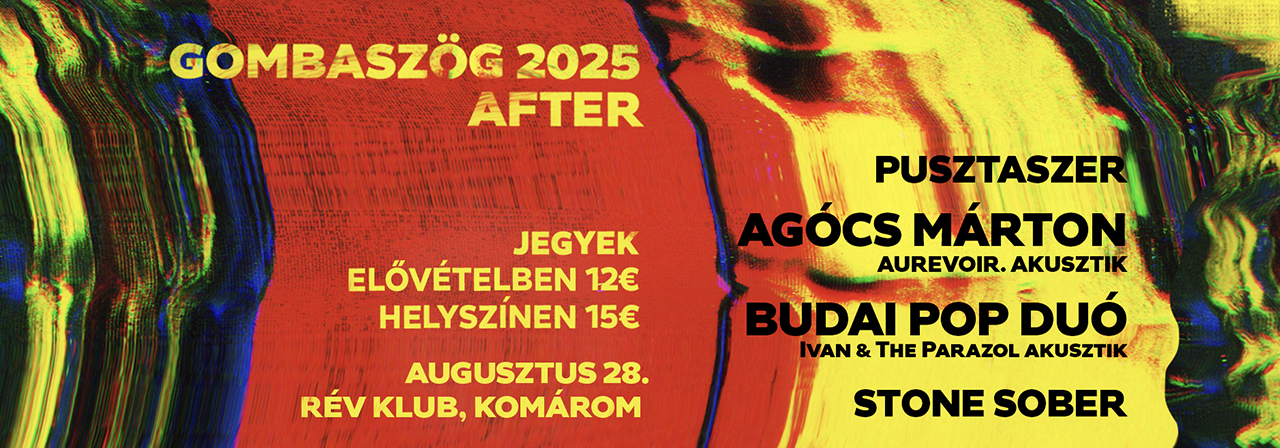 GOMBASZÖG 2025
AFTER
JEGYEK
ELŐVÉTELBEN 12€
HELYSZÍNEN 15€
AUGUSZTUS 28.
RÉV KLUB, KOMÁROM
PUSZTASZER
AGÓCS MÁRTON
AUREVOIR. AKUSZTIK
BUDAI POP DUÓ
IVAN & THE PARAZOL AKUSZTIK
STONE SOBER